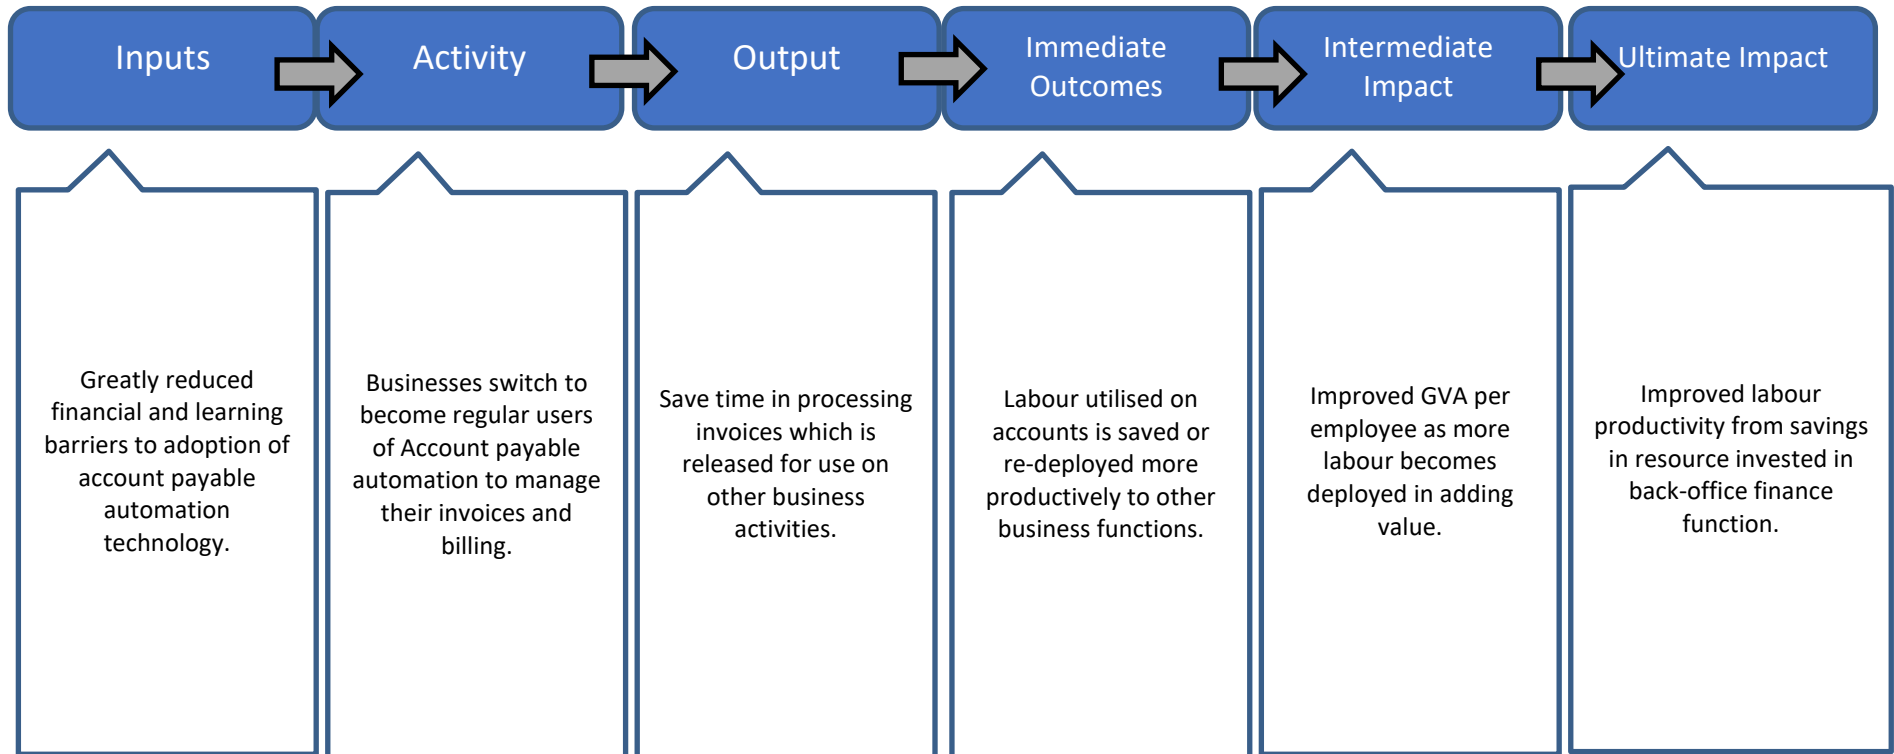 Inputs
Activity
Output
Immediate
Outcomes
Intermediate
Impact
Ultimate Impact
Greatly reduced
financial and learning
barriers to adoption of
account payable
automation
technology.
Businesses switch to
become regular users
of Account payable
automation to manage
their invoices and
billing.
Save time in processing
invoices which is
released for use on
other business
activities.
Labour utilised on
accounts is saved or
re-deployed more
productively to other
business functions.
Improved GVA per
employee as more
labour becomes
deployed in adding
value.
Improved labour
productivity from savings
in resource invested in
back-office finance
function.